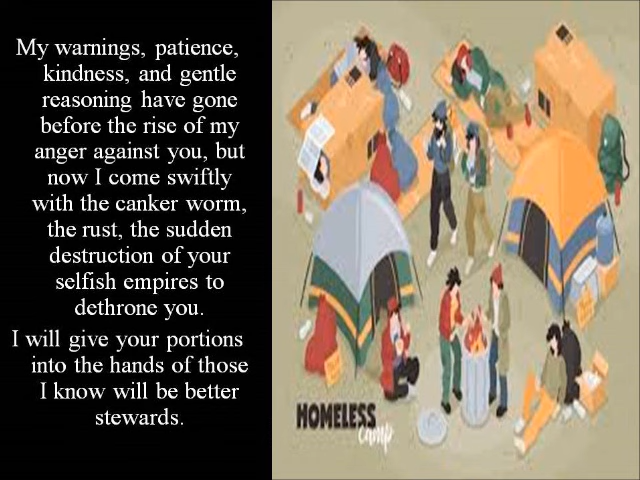 My warnings, patience,
kindness, and gentle
reasoning have gone
before the rise of my
anger against you, but
now I come swiftly
with the canker worm,
the rust, the sudden
destruction of your
selfish empires to
dethrone you.
I will give your portions
into the hands of those
I know will be better
stewards.
HOMELESS
camp